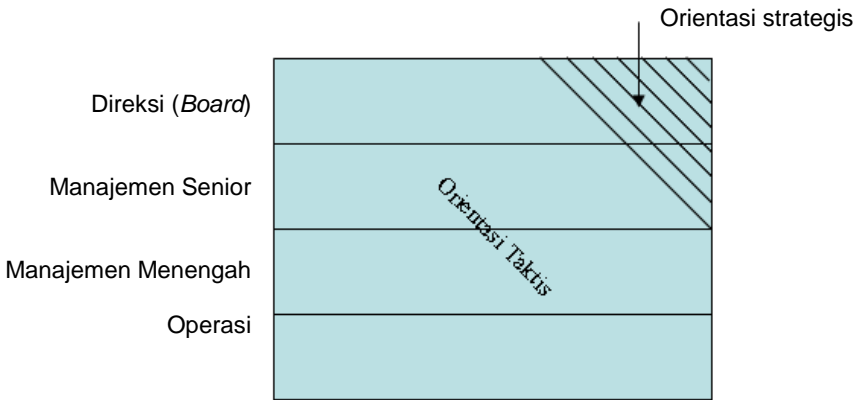 Orientasi strategis
Direksi (Board)
Manajemen Senior
Orientasi Taktis
Manajemen Menengah
Operasi